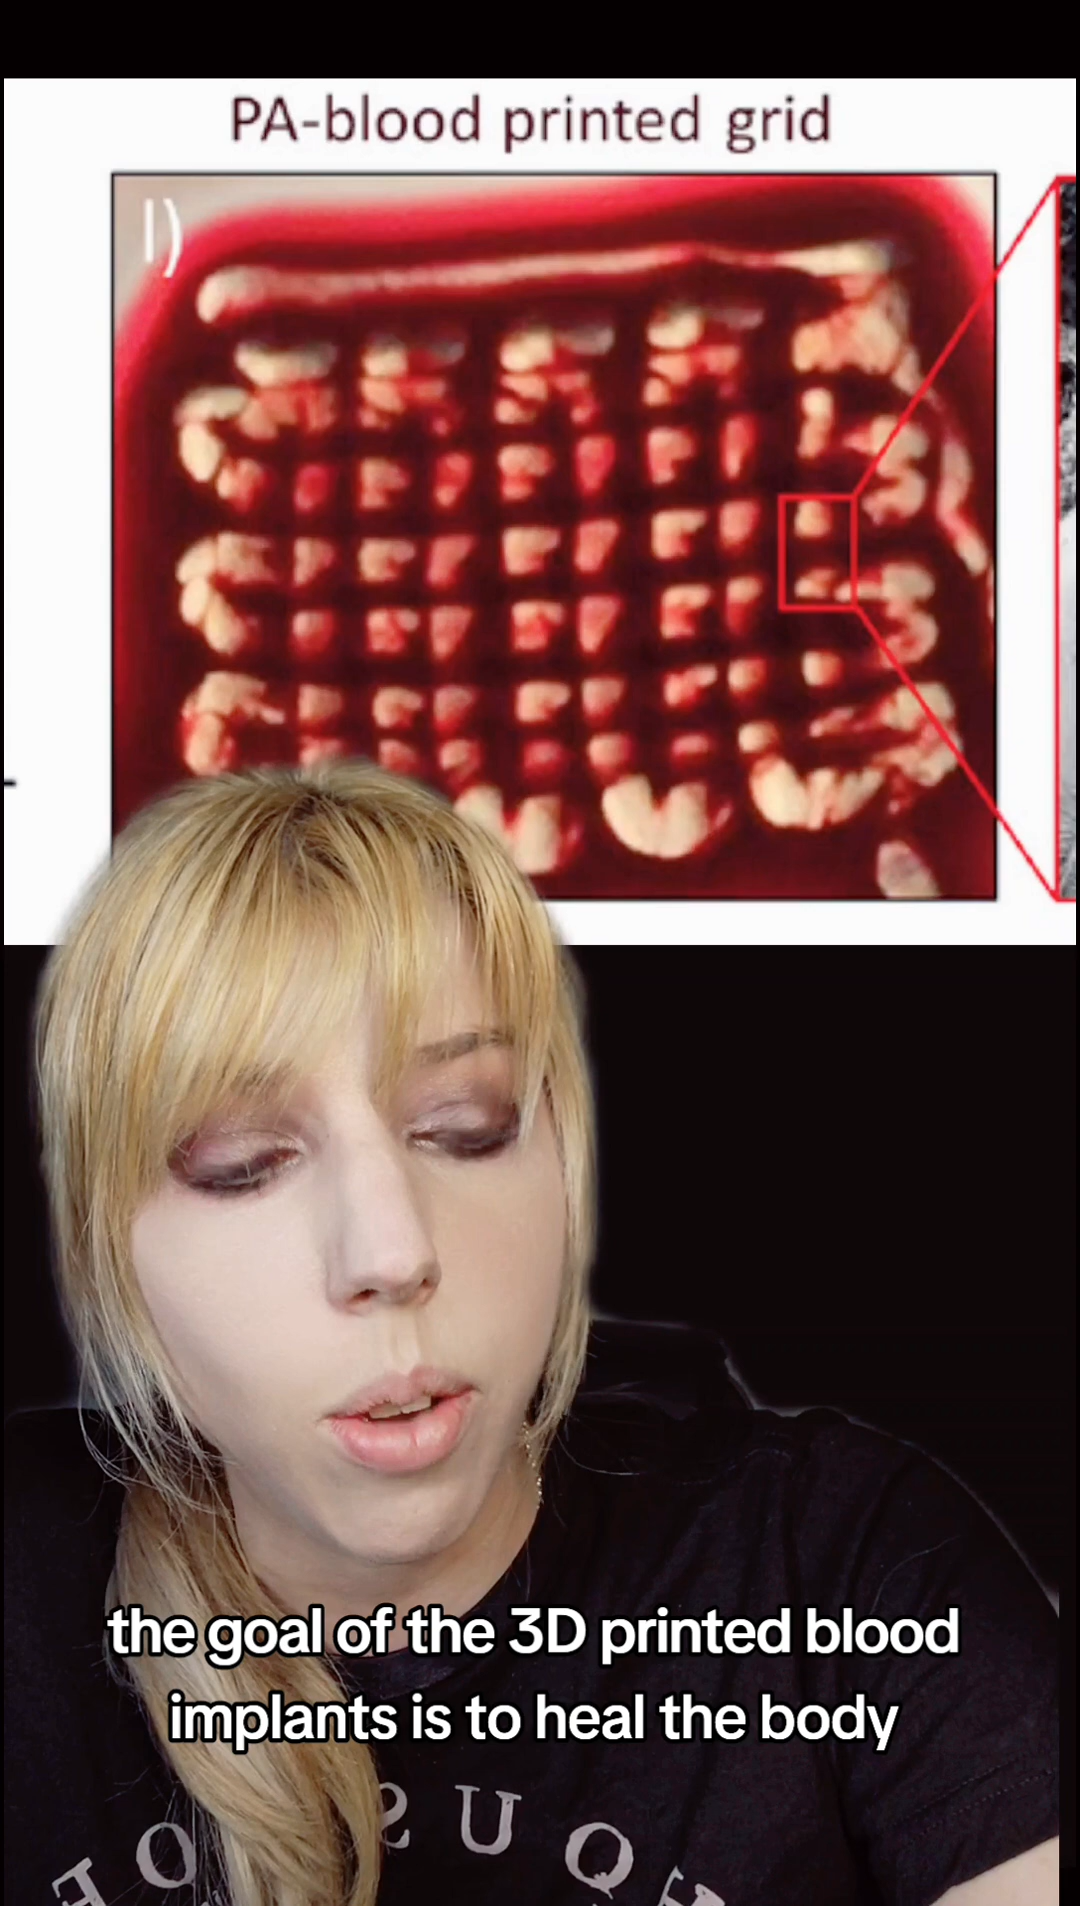 PA-blood printed grid
I)
the goal of the 3D printed blood
implants is to heal the body